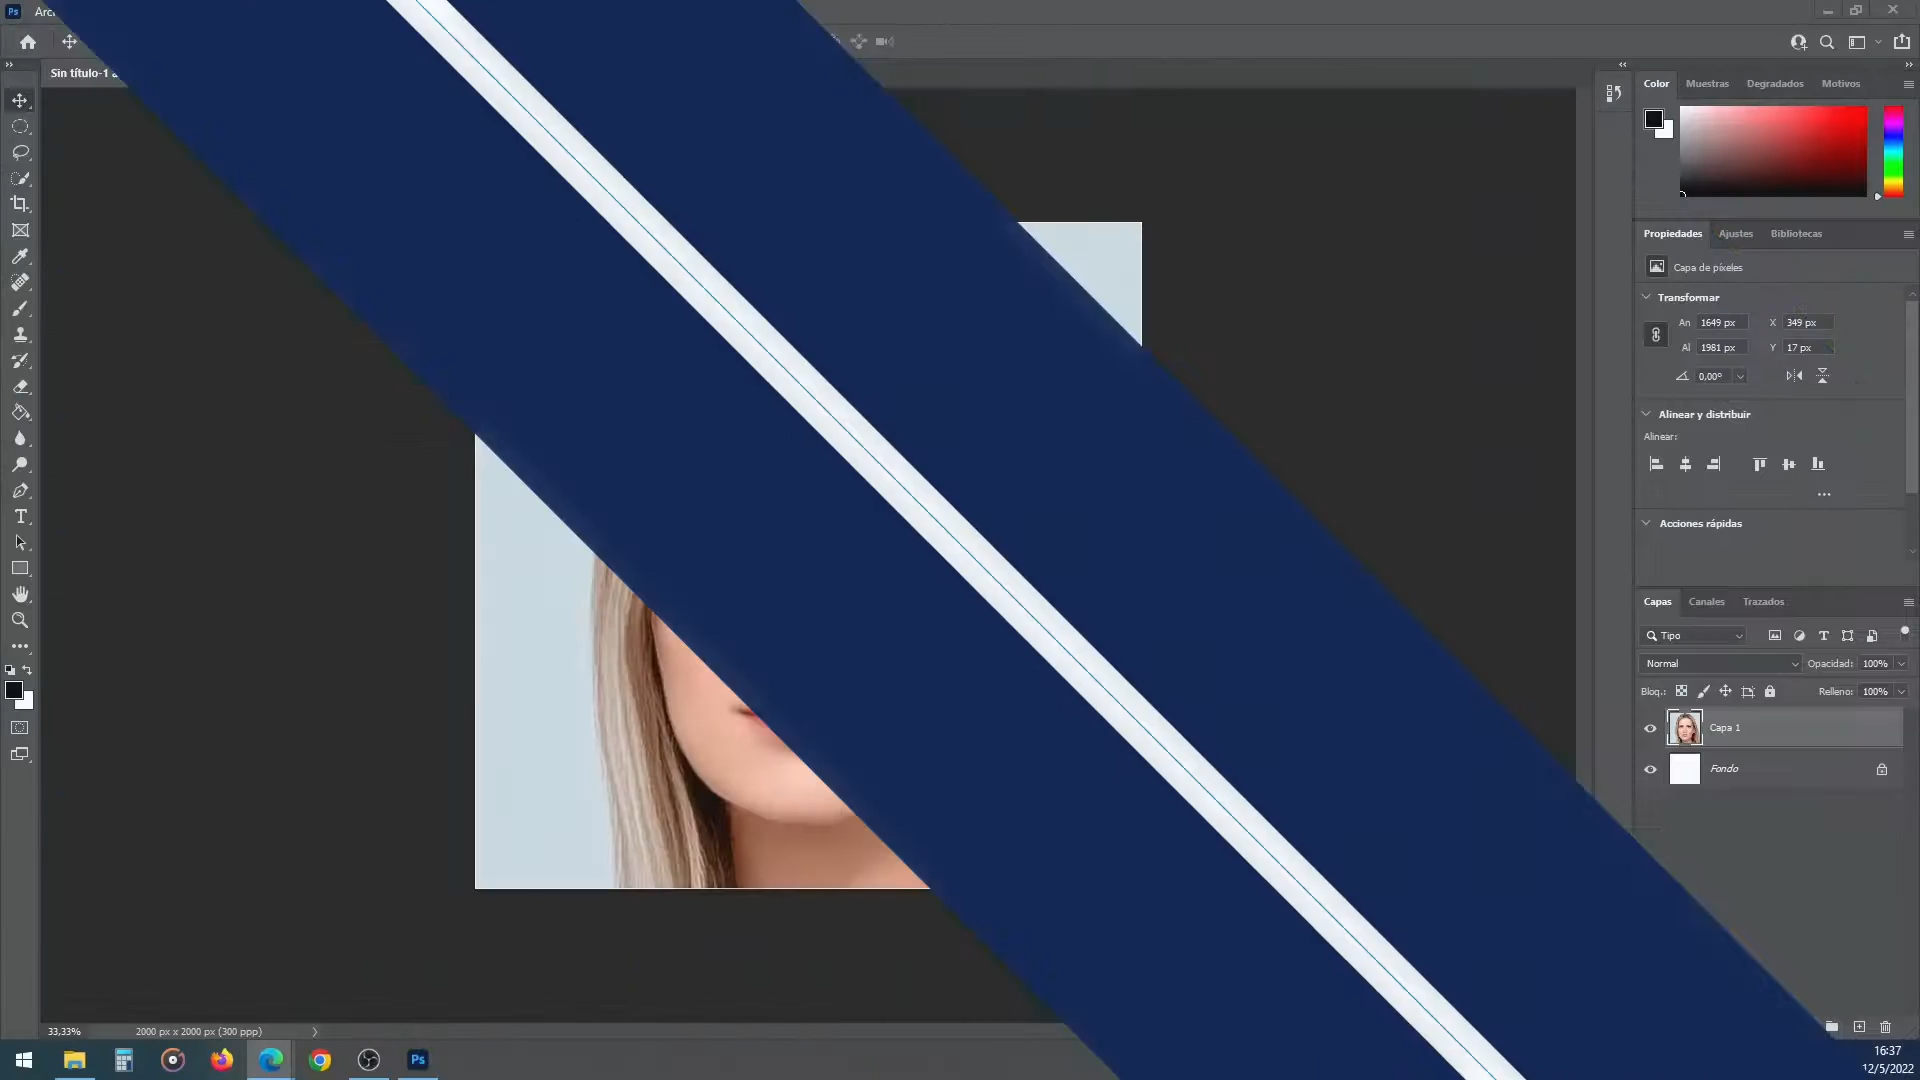 Ps
Arc
Sin título-1 a
Color
Muestras
Degradados
Motivos
Propiedades
Ajustes
Bibliotecas
Capa de píxeles
Transformar
An 1649 px X 349 px
Al 1981 px Y 17 px
0,00°
Alinear y distribuir
Alinear:
Acciones rápidas
Capas
Canales
Trazados
Tipo
Normal
Opacidad: 100%
Bloq.:
Relleno: 100%
Capa 1
Fondo
33,33%
2000 px x 2000 px (300 ppp)
Ps
16:37
12/5/2022